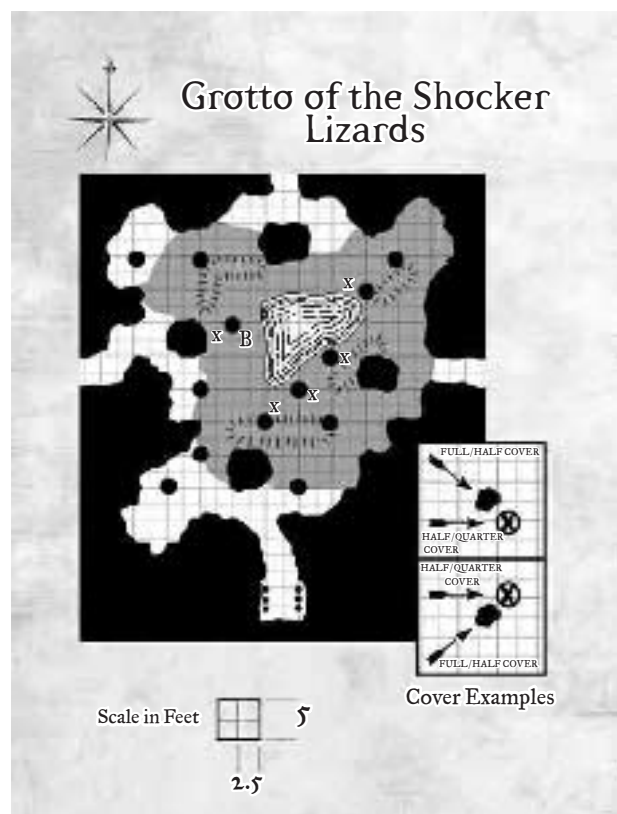 Grotto of the Shocker
Lizards
x
x
B
x
x
x
FULL/HALF COVER
HALF/QUARTER
COVER
HALF/QUARTER
COVER
FULL/HALF COVER
Cover Examples
Scale in Feet
5
2.5